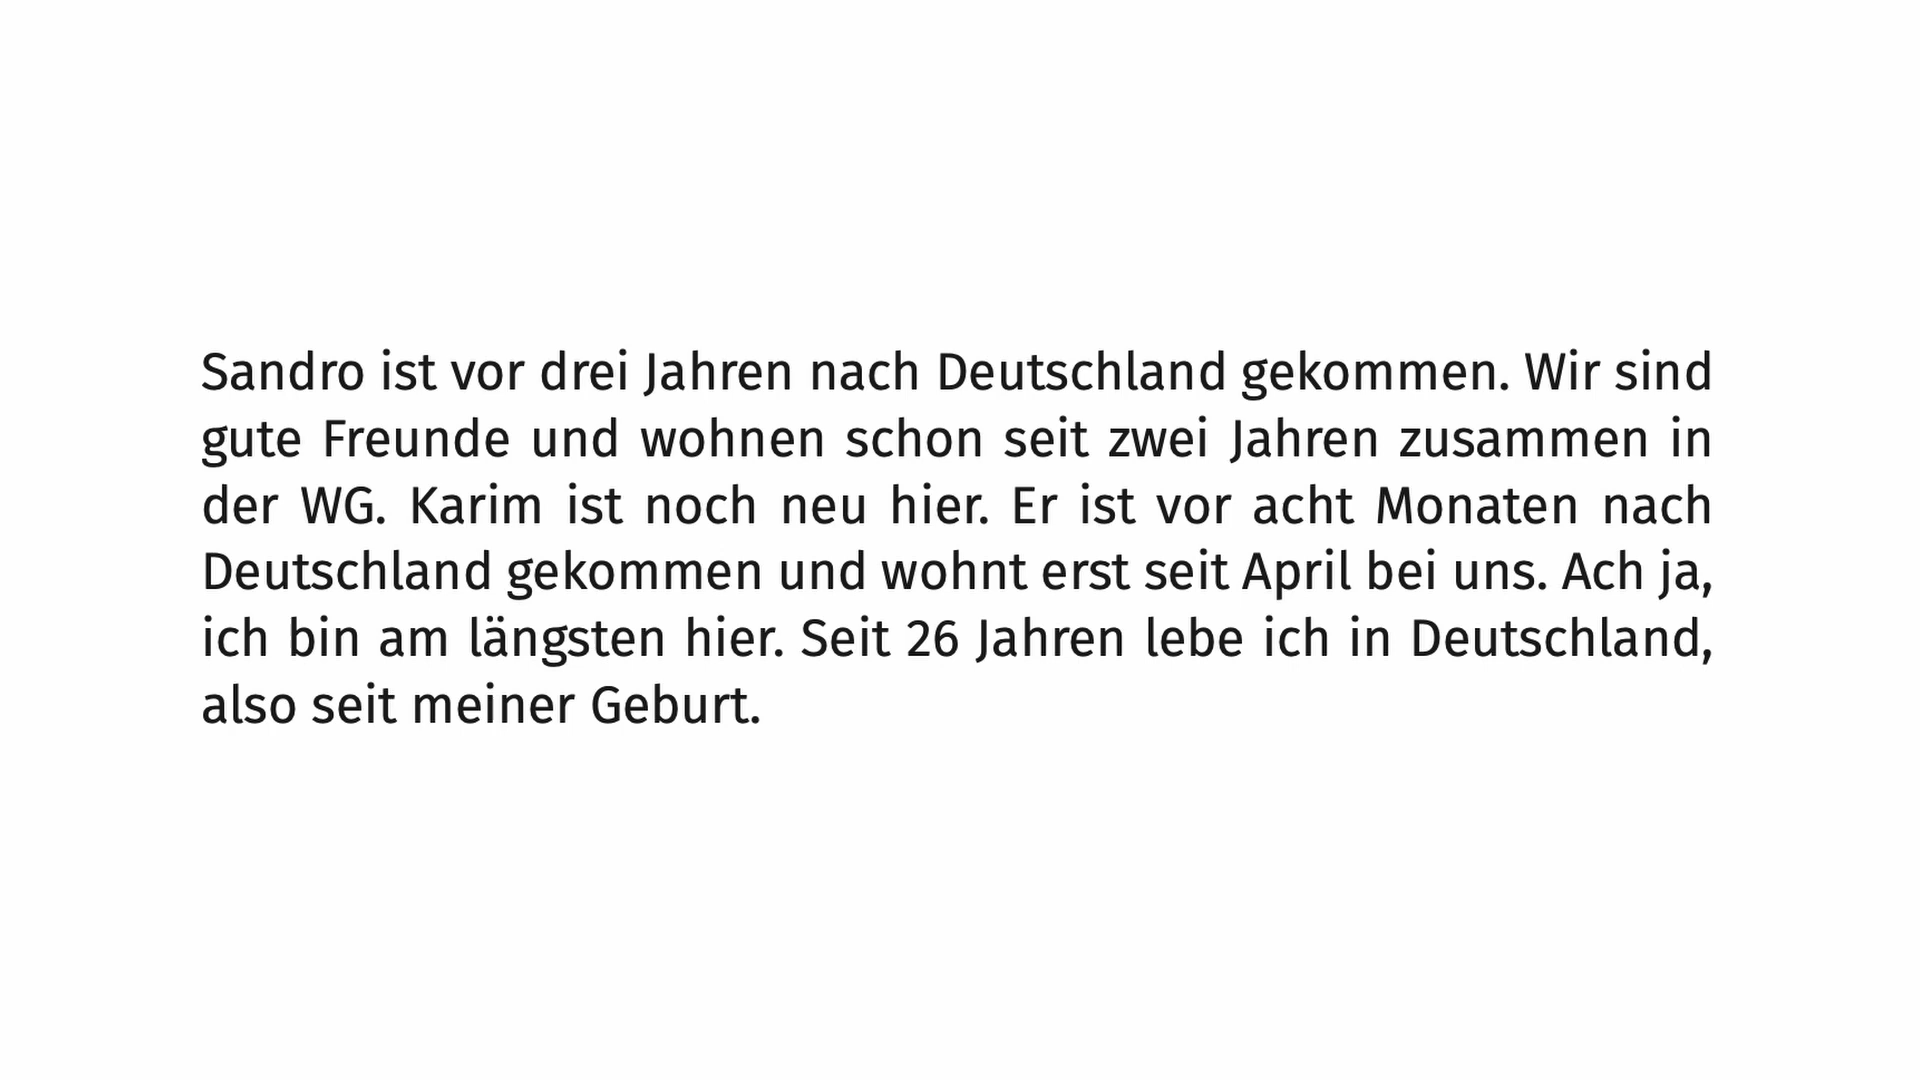 Sandro ist vor drei Jahren nach Deutschland gekommen. Wir sind
gute Freunde und wohnen schon seit zwei Jahren zusammen in
der WG. Karim ist noch neu hier. Er ist vor acht Monaten nach
Deutschland gekommen und wohnt erst seit April bei uns. Ach ja,
ich bin am längsten hier. Seit 26 Jahren lebe ich in Deutschland,
also seit meiner Geburt.